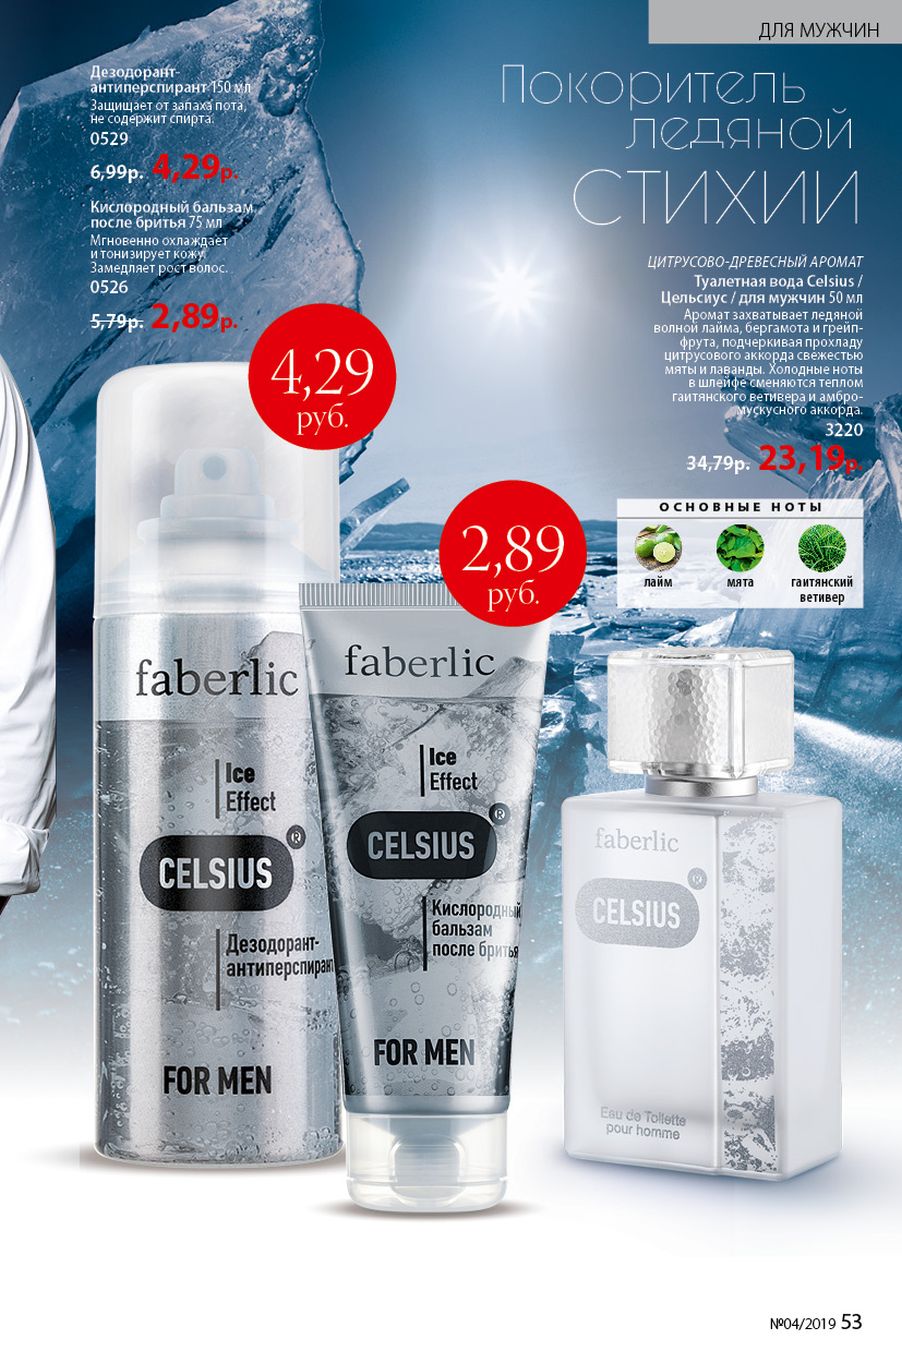 ДЛЯ МУЖЧИН
Покоритель
ледяной
СТИХИИ
Дезодорант-
антиперспирант 150 мл
Защищает от запаха пота,
не содержит спирта.
0529
6,99р. 4,29р.
Кислородный бальзам
после бритья 75 мл
Мгновенно охлаждает
и тонизирует кожу.
Замедляет рост волос.
0526
5,79р. 2,89р.
4,29
руб.
2,89
руб.
ЦИТРУСОВО-ДРЕВЕСНЫЙ АРОМАТ
Туалетная вода Celsius /
Цельсиус / для мужчин 50 мл
Аромат захватывает ледяной
волной лайма, бергамота и грейп-
фрута, подчеркивая прохладу
цитрусового аккорда свежестью
мяты и лаванды. Холодные ноты
в шлейфе сменяются теплом
гаитянского ветивера и амбро-
мускусного аккорда.
3220
34,79р. 23,19р.
ОСНОВНЫЕ НОТЫ
лайм
мята
гаитянский
ветивер
faberlic
Ice
Effect
CELSIUS ®
Дезодорант-
антиперспирант
FOR MEN
faberlic
Ice
Effect
CELSIUS ®
Кислородный
бальзам
после бритья
FOR MEN
faberlic
CELSIUS ®
Eau de Toilette
pour homme
№04/2019 53